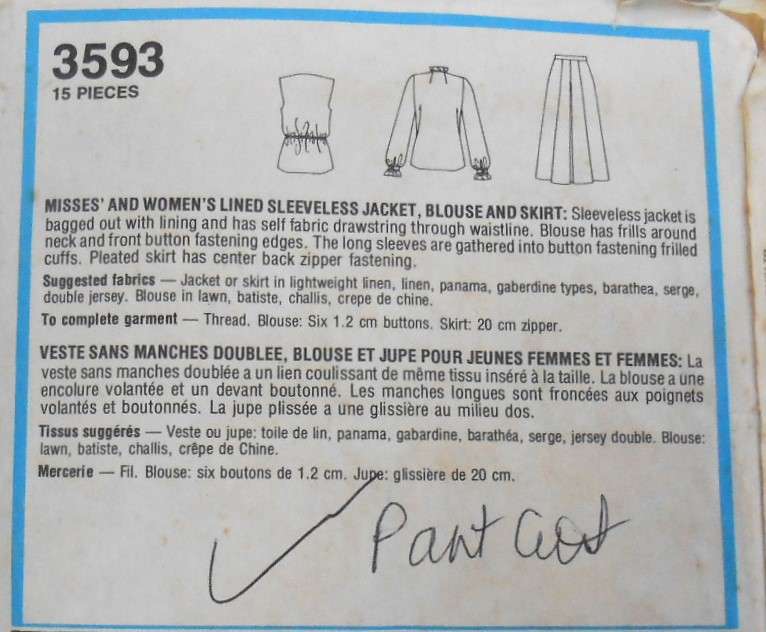 3593
15 PIECES
MISSES' AND WOMEN'S LINED SLEEVELESS JACKET, BLOUSE AND SKIRT: Sleeveless jacket is
bagged out with lining and has self fabric drawstring through waistline. Blouse has frills around
neck and front button fastening edges. The long sleeves are gathered into button fastening frilled
cuffs. Pleated skirt has center back zipper fastening.
Suggested fabrics — Jacket or skirt in lightweight linen, linen, panama, gaberdine types, barathea, serge,
double jersey. Blouse in lawn, batiste, challis, crepe de chine.
To complete garment — Thread. Blouse: Six 1.2 cm buttons. Skirt: 20 cm zipper.
VESTE SANS MANCHES DOUBLEE, BLOUSE ET JUPE POUR JEUNES FEMMES ET FEMMES: La
veste sans manches doublée a un lien coulissant de même tissu inséré à la taille. La blouse a une
encolure volantée et un devant boutonné. Les manches longues sont froncées aux poignets
volantés et boutonnés. La jupe plissée a une glissière au milieu dos.
Tissus suggérés — Veste ou jupe: toile de lin, panama, gabardine, barathéa, serge, jersey double. Blouse:
lawn, batiste, challis, crêpe de Chine.
Mercerie — Fil. Blouse: six boutons de 1.2 cm. Jupe: glissière de 20 cm.
Part